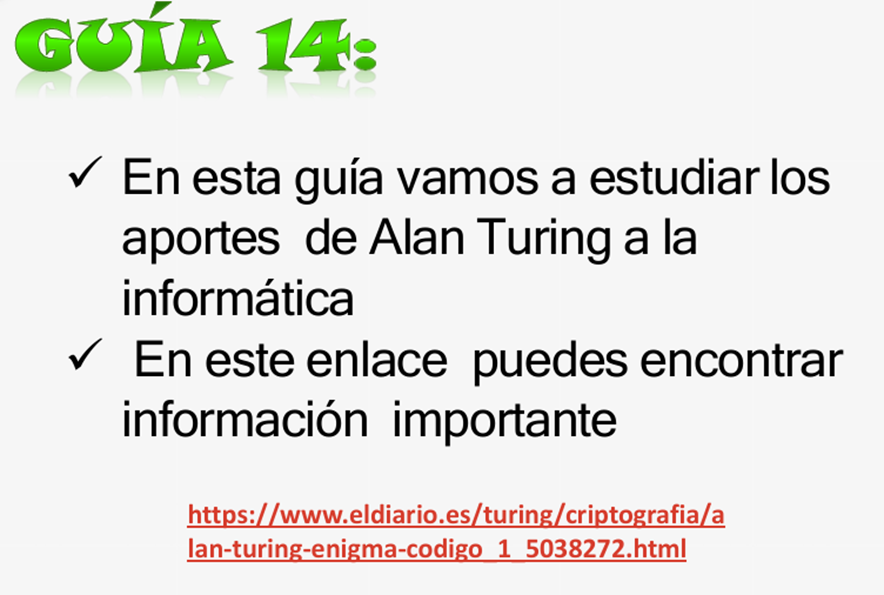 GUÍA 14:
✓ En esta guía vamos a estudiar los
aportes de Alan Turing a la
informática
✓ En este enlace puedes encontrar
información importante
https://www.eldiario.es/turing/criptografia/a
lan-turing-enigma-codigo_1_5038272.html